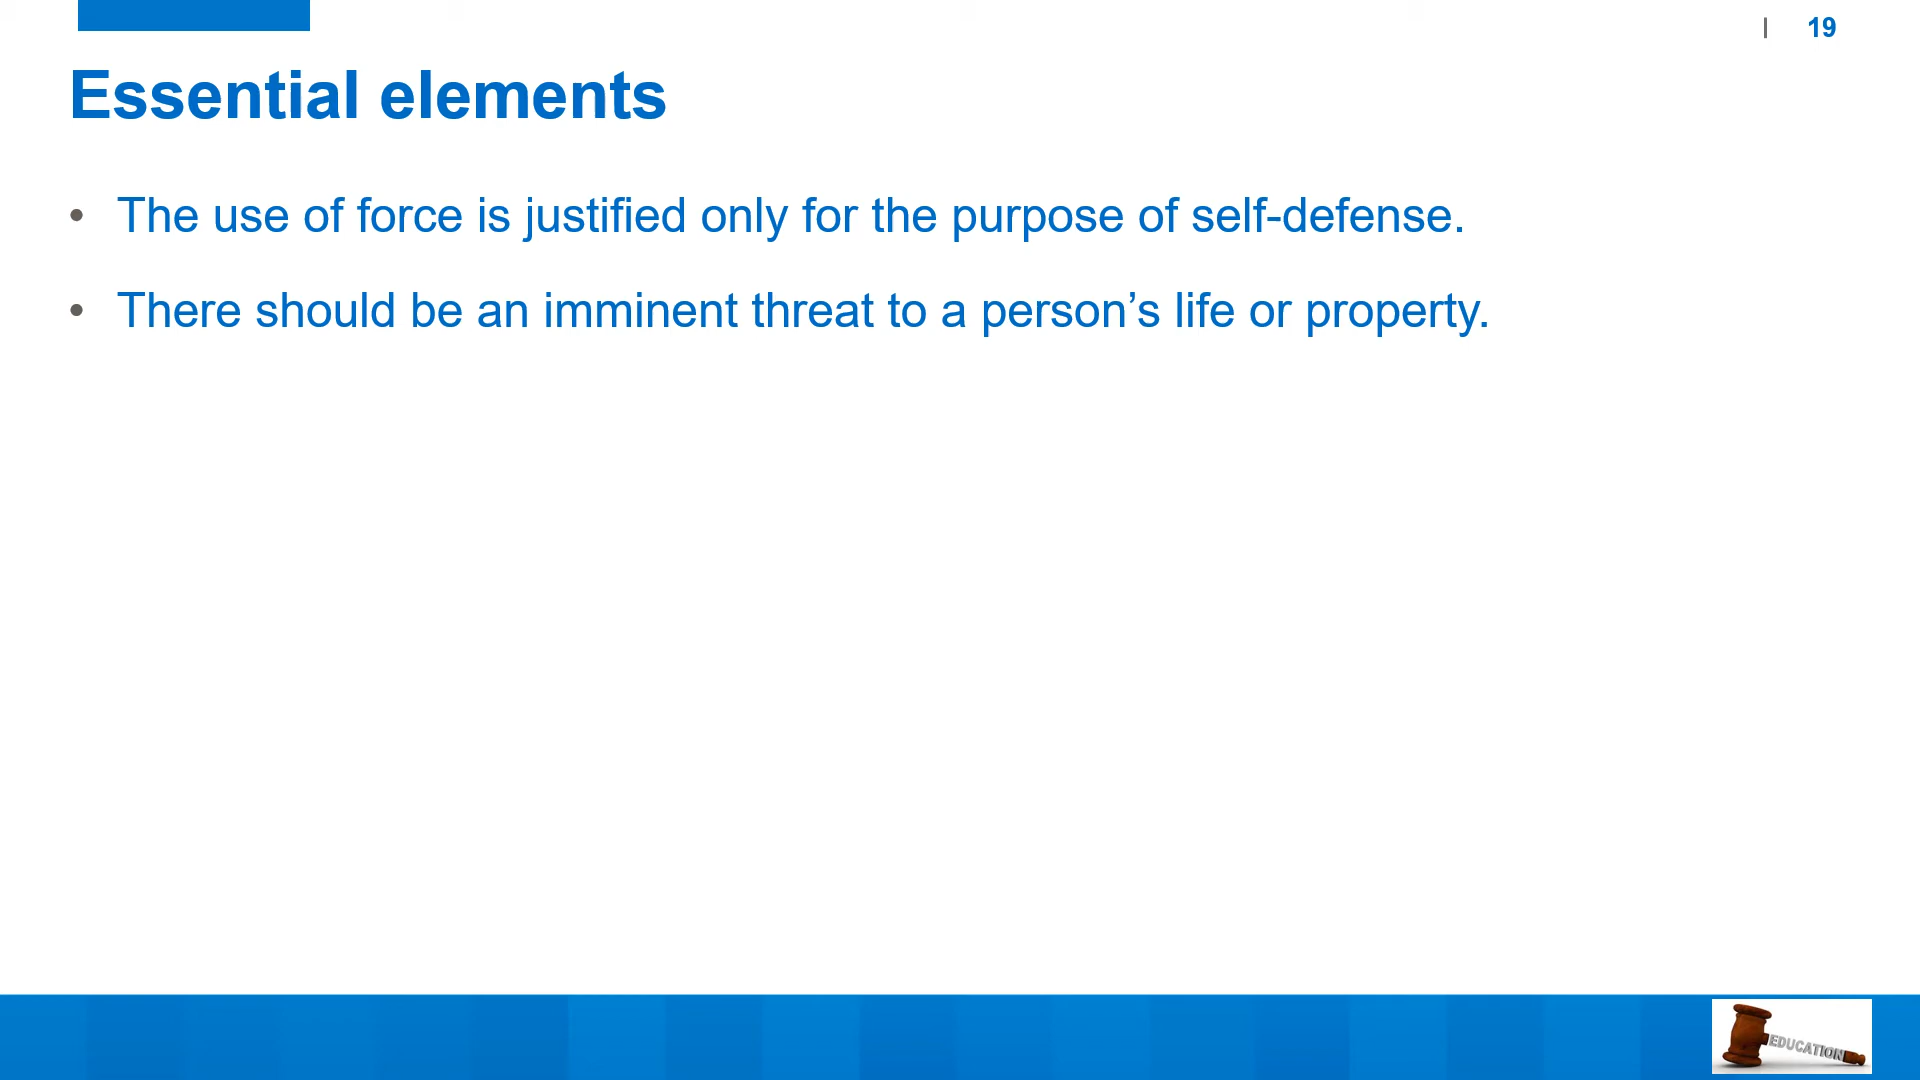 | 19
Essential elements
• The use of force is justified only for the purpose of self-defense.
• There should be an imminent threat to a person’s life or property.
EDUCATION